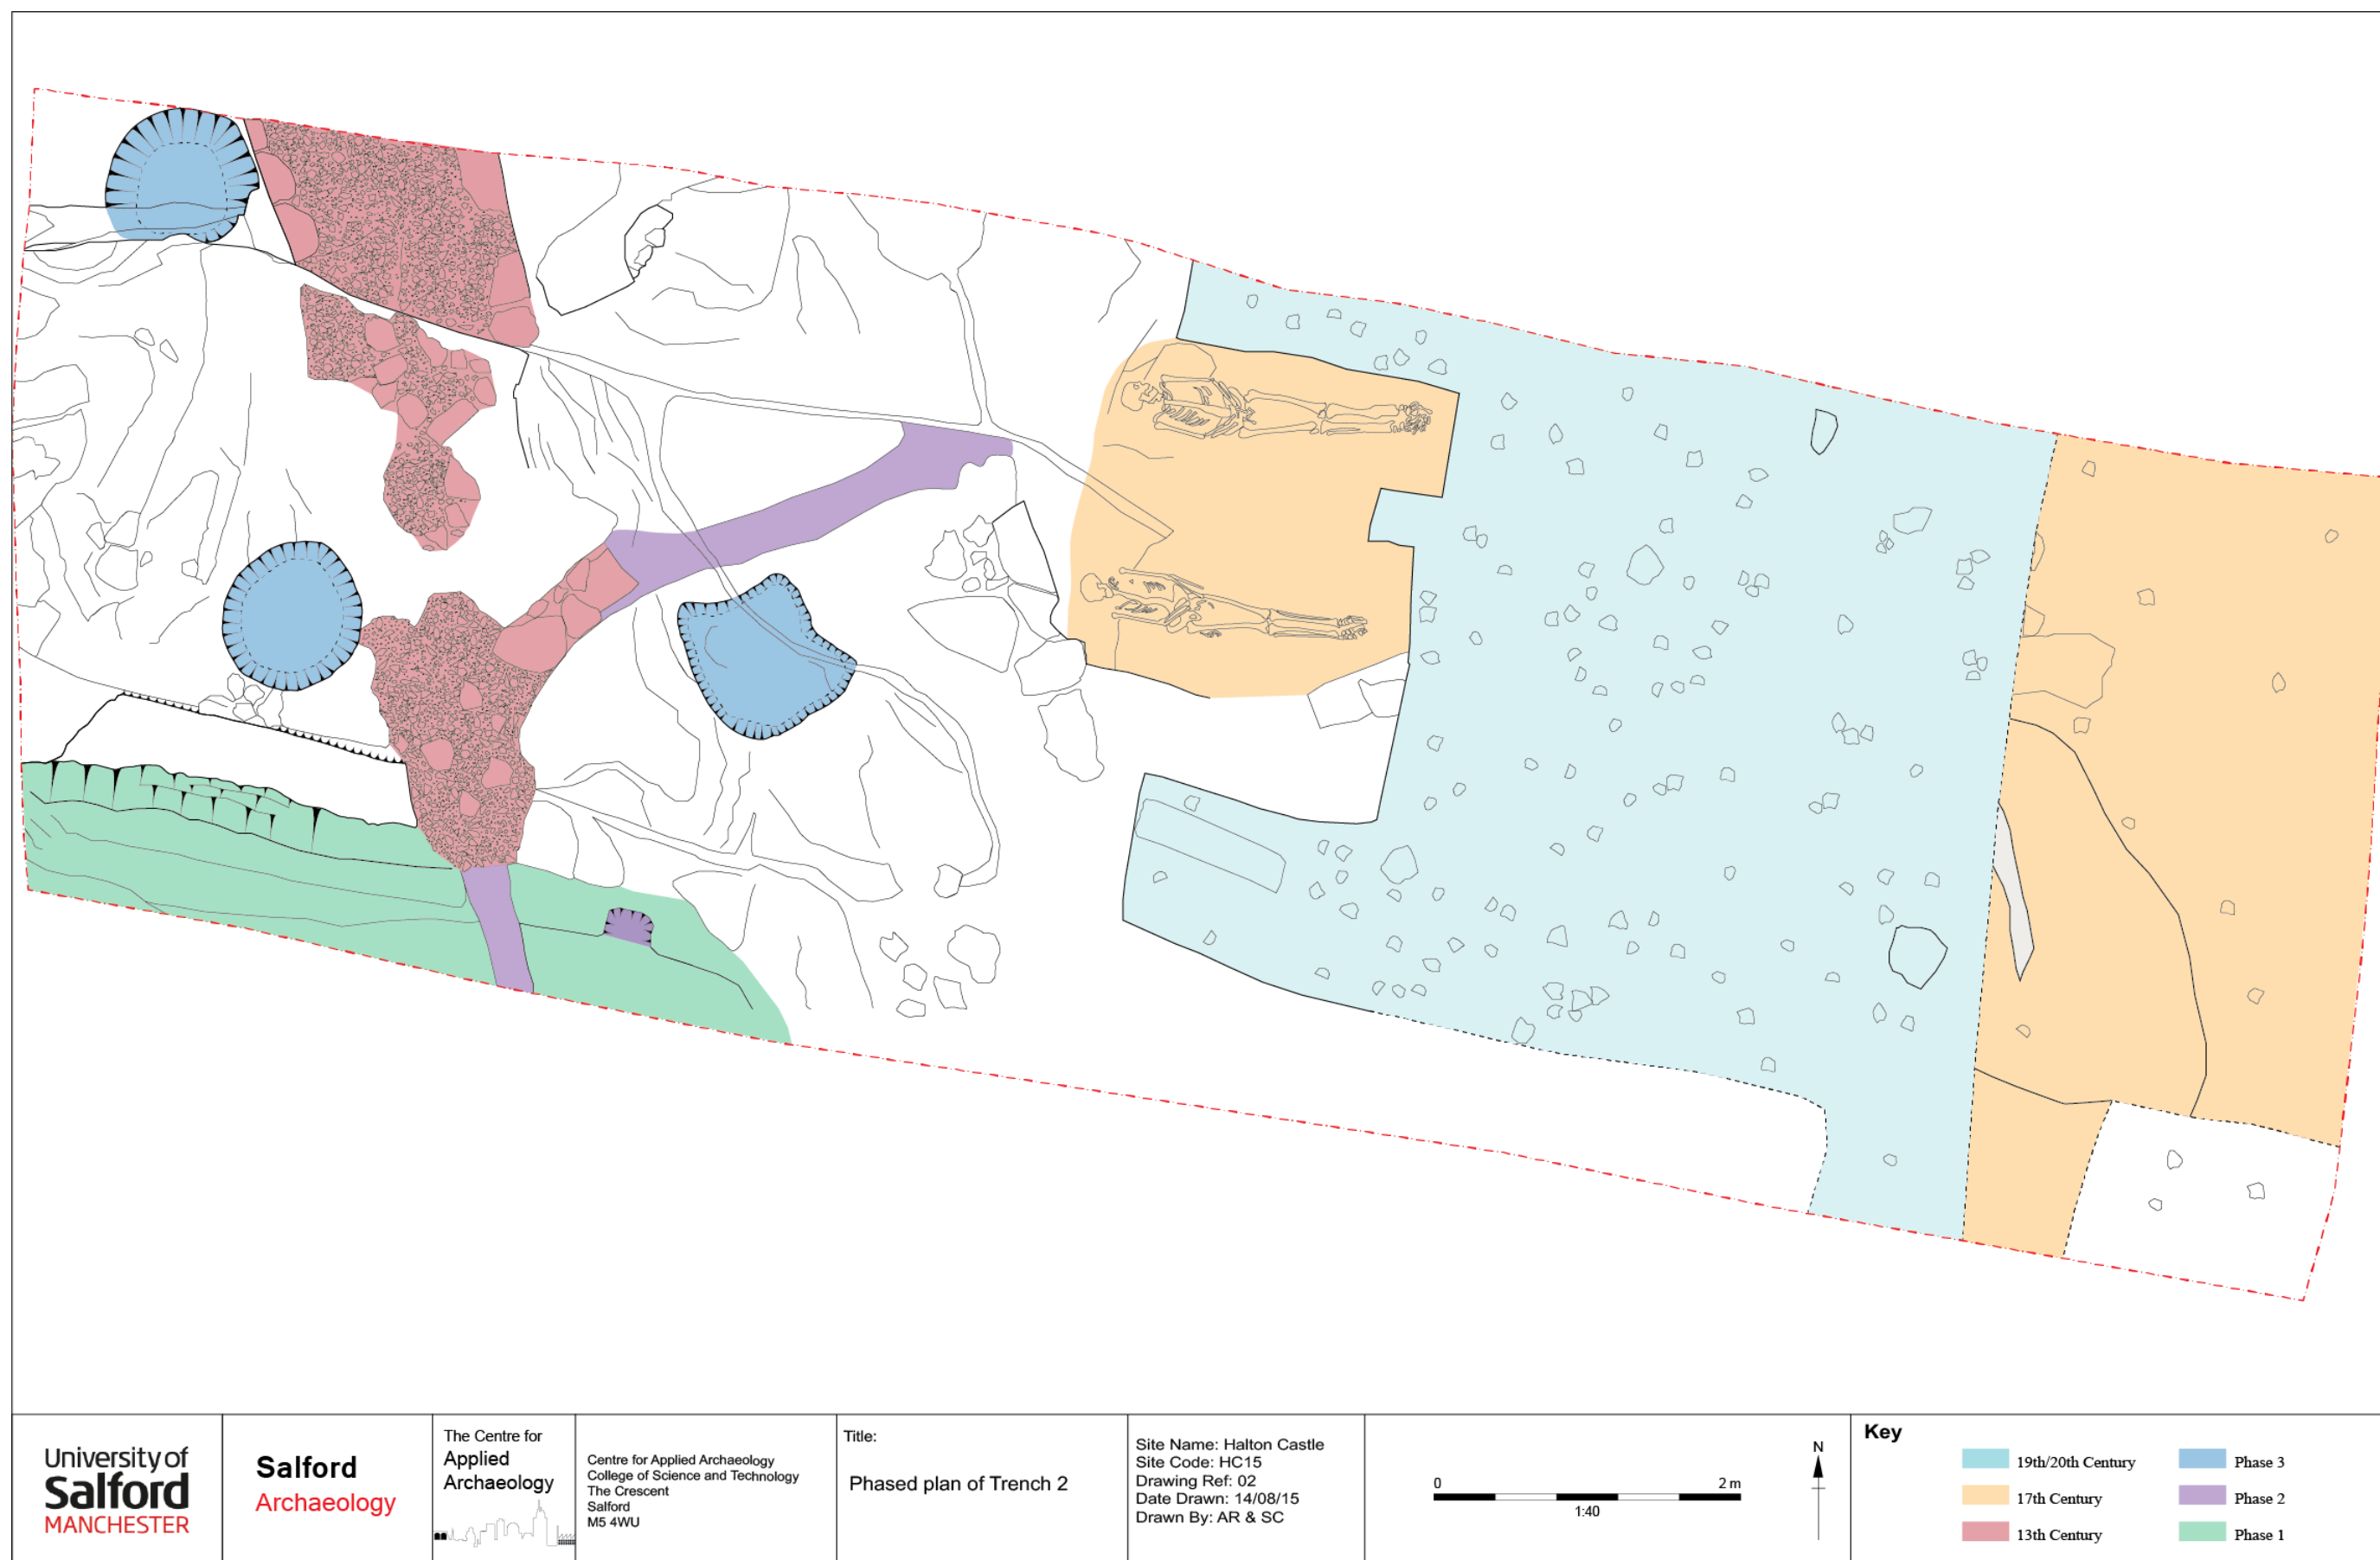 University of
Salford
MANCHESTER
Salford
Archaeology
The Centre for
Applied
Archaeology
Centre for Applied Archaeology
College of Science and Technology
The Crescent
Salford
M5 4WU
Title:
Phased plan of Trench 2
Site Name: Halton Castle
Site Code: HC15
Drawing Ref: 02
Date Drawn: 14/08/15
Drawn By: AR & SC
0 2 m
1:40
N
Key
19th/20th Century
17th Century
13th Century
Phase 3
Phase 2
Phase 1